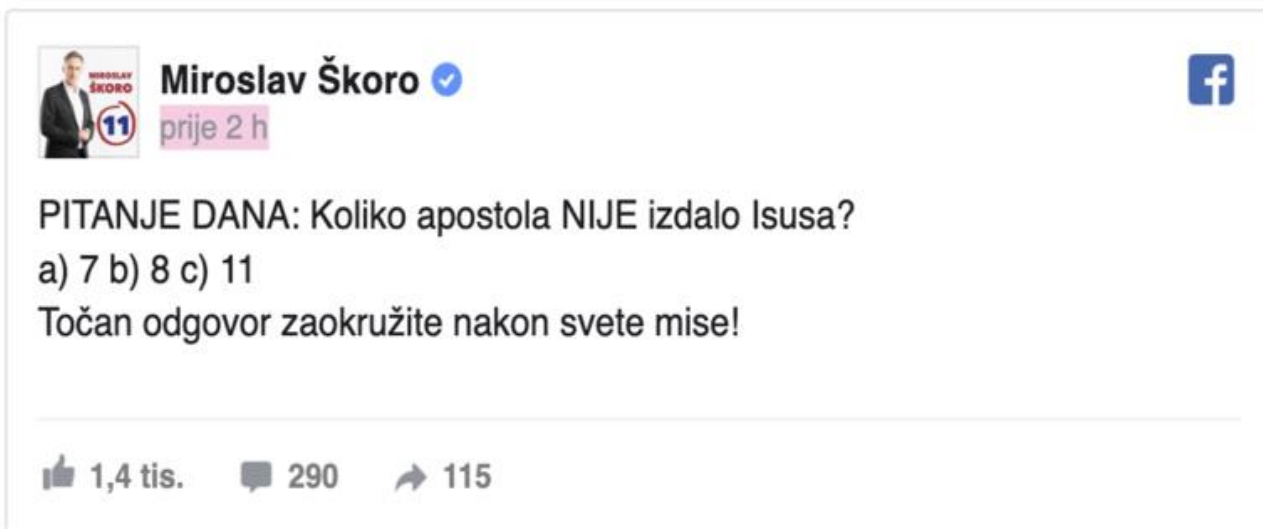 MIROSLAV
ŠKORO
11
Miroslav Škoro
prije 2 h
PITANJE DANA: Koliko apostola NIJE izdalo Isusa?
a) 7 b) 8 c) 11
Točan odgovor zaokružite nakon svete mise!
1,4 tis. 290 115